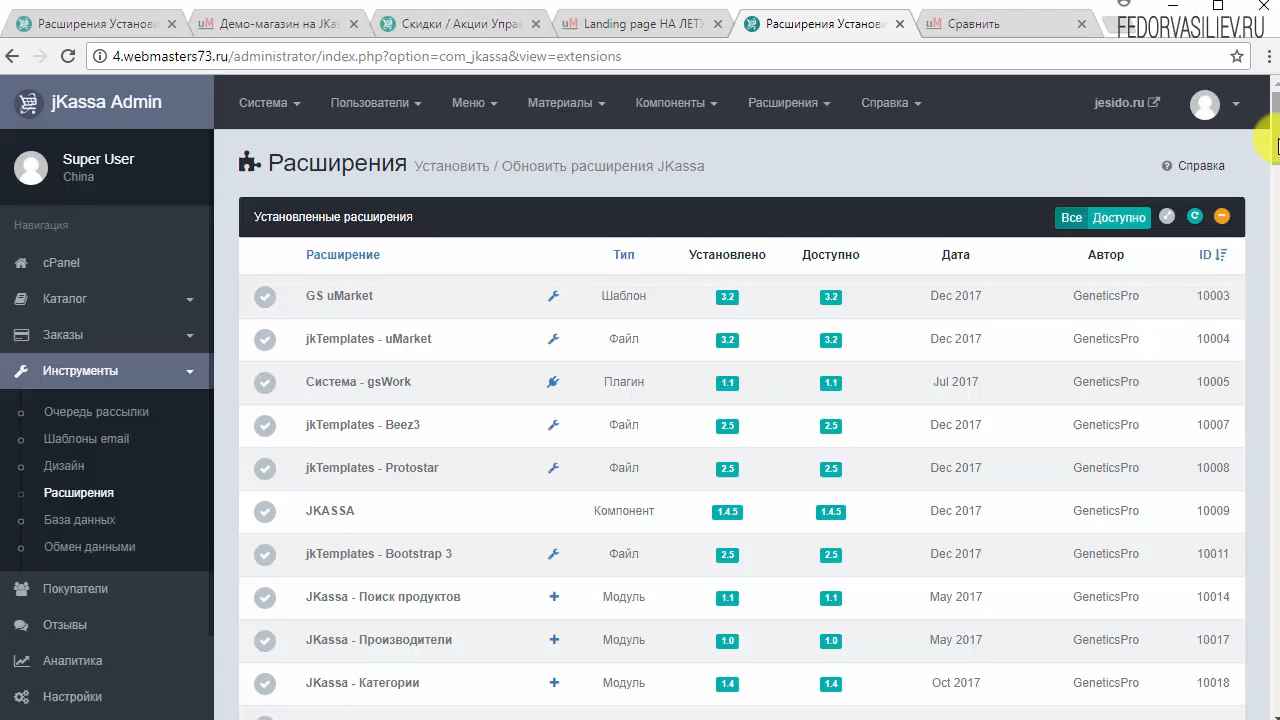 Расширения Установи
Демо-магазин на JKas
Скидки / Акции Упра
Landing page НА ЛЕТУ
Расширения Установи
Сравнить
FEDORVASILIEV.RU
4.webmasters73.ru/administrator/index.php?option=com_jkassa&view=extensions
jKassa Admin
Система
Пользователи
Меню
Материалы
Компоненты
Расширения
Справка
jesido.ru
Super User
China
Навигация
cPanel
Каталог
Заказы
Инструменты
Очередь рассылки
Шаблоны email
Дизайн
Расширения
База данных
Обмен данными
Покупатели
Отзывы
Аналитика
Настройки
Расширения Установить / Обновить расширения JKassa
Справка
Установленные расширения
Все Доступно
Расширение Тип Установлено Доступно Дата Автор ID
GS uMarket Шаблон 3.2 3.2 Dec 2017 GeneticsPro 10003
jkTemplates - uMarket Файл 3.2 3.2 Dec 2017 GeneticsPro 10004
Система - gsWork Плагин 1.1 1.1 Jul 2017 GeneticsPro 10005
jkTemplates - Beez3 Файл 2.5 2.5 Dec 2017 GeneticsPro 10007
jkTemplates - Protostar Файл 2.5 2.5 Dec 2017 GeneticsPro 10008
JKASSA Компонент 1.4.5 1.4.5 Dec 2017 GeneticsPro 10009
jkTemplates - Bootstrap 3 Файл 2.5 2.5 Dec 2017 GeneticsPro 10011
JKassa - Поиск продуктов Модуль 1.1 1.1 May 2017 GeneticsPro 10014
JKassa - Производители Модуль 1.0 1.0 May 2017 GeneticsPro 10017
JKassa - Категории Модуль 1.4 1.4 Oct 2017 GeneticsPro 10018